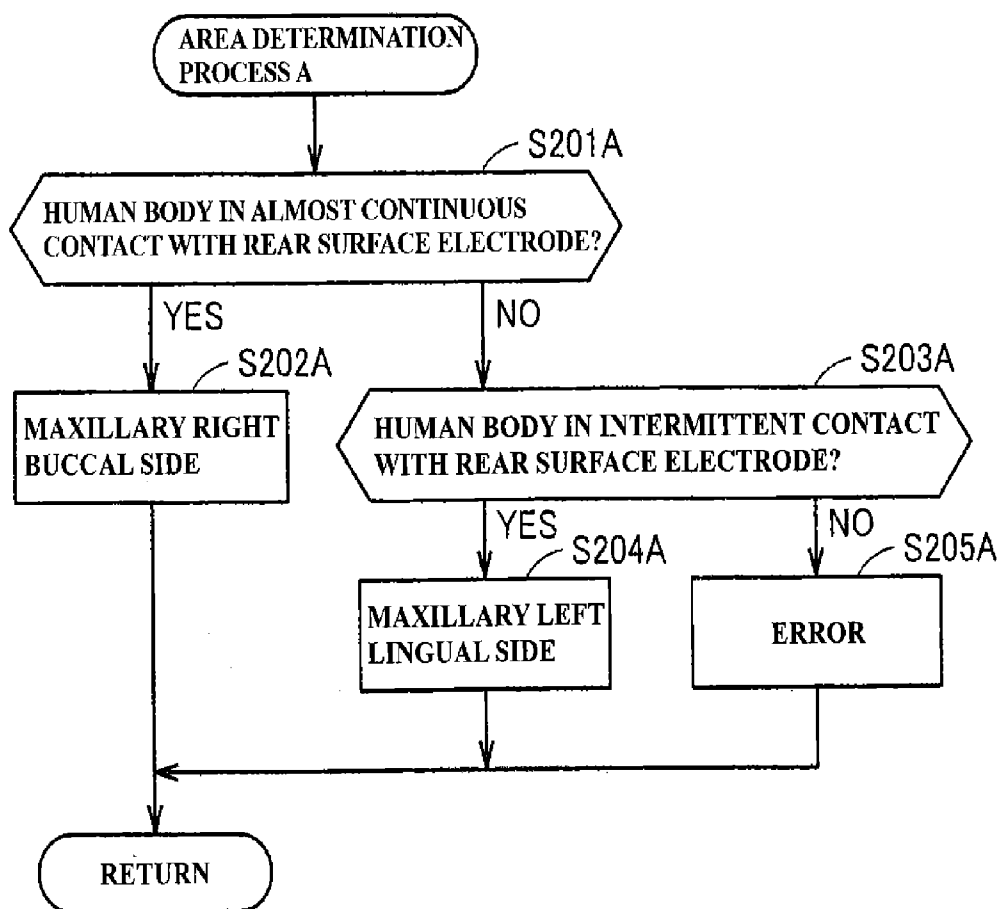 AREA DETERMINATION
PROCESS A
S201A
HUMAN BODY IN ALMOST CONTINUOUS
CONTACT WITH REAR SURFACE ELECTRODE?
YES
NO
S202A
MAXILLARY RIGHT
BUCCAL SIDE
S203A
HUMAN BODY IN INTERMITTENT CONTACT
WITH REAR SURFACE ELECTRODE?
YES
NO
S204A
MAXILLARY LEFT
LINGUAL SIDE
S205A
ERROR
RETURN